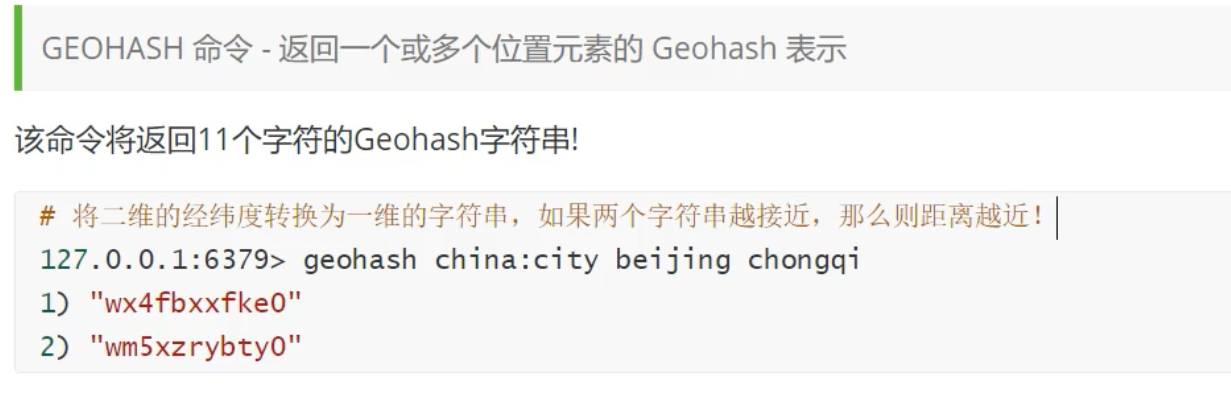 GEOHASH 命令 - 返回一个或多个位置元素的 Geohash 表示
该命令将返回11个字符的Geohash字符串!
# 将二维的经纬度转换为一维的字符串，如果两个字符串越接近，那么则距离越近！
127.0.0.1:6379> geohash china:city beijing chongqi
1) "wx4fbxxfke0"
2) "wm5xzrybty0"